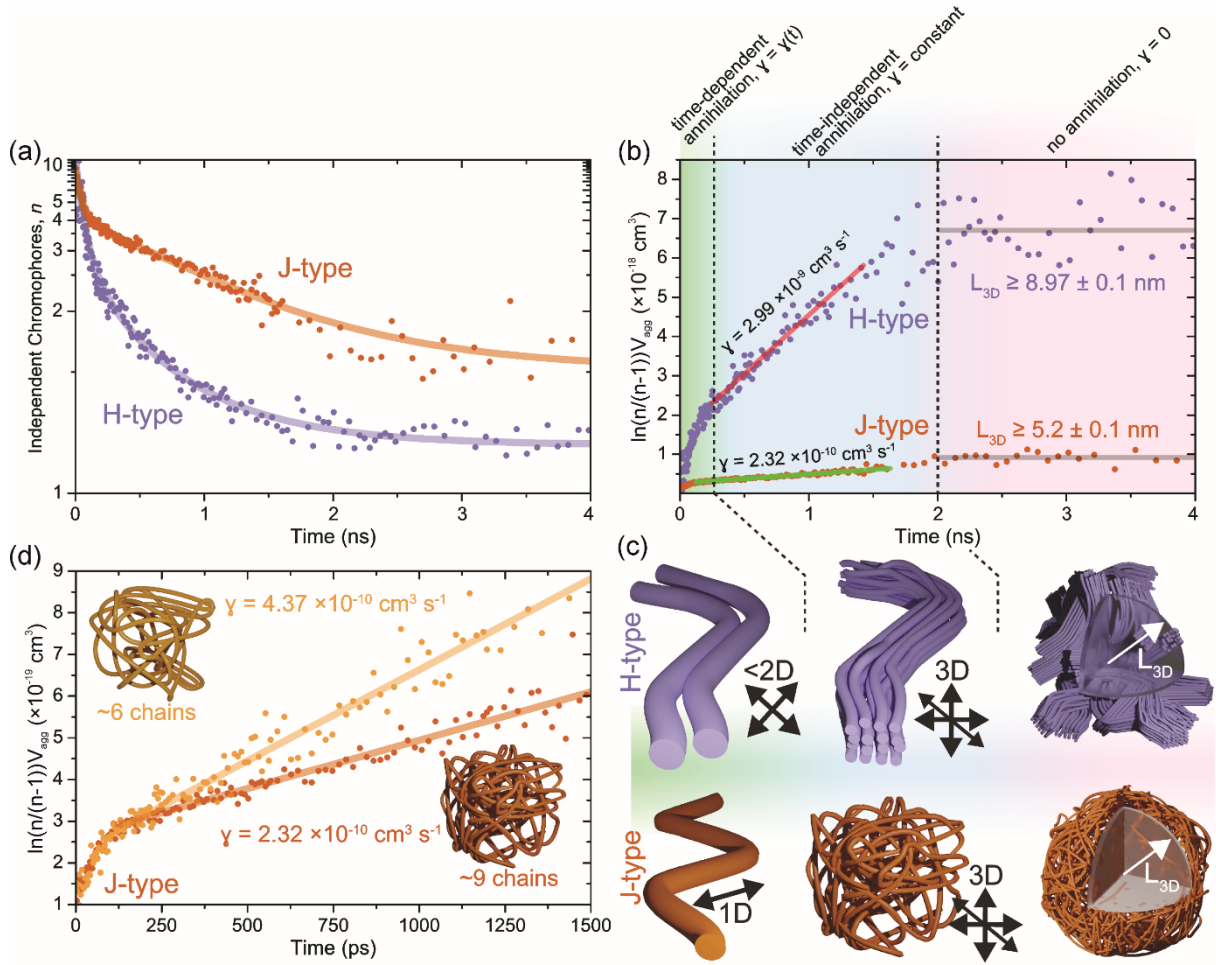 time-dependent
annihilation, γ = γ(t)
time-independent
annihilation, γ = constant
no annihilation, γ = 0
(a)
Independent Chromophores, n
10
5
4
3
2
1
J-type
H-type
0
1
2
3
4
Time (ns)
(b)
ln(n/(n-1))V_agg (×10^-18 cm^3)
8
7
6
5
4
3
2
1
γ = 2.99 ×10^-9 cm^3 s^-1
H-type
L_3D ≥ 8.97 ± 0.1 nm
J-type
γ = 2.32 ×10^-10 cm^3 s^-1
L_3D ≥ 5.2 ± 0.1 nm
0
1
2
3
4
Time (ns)
(c)
H-type
<2D
3D
L_3D
J-type
1D
3D
L_3D
(d)
ln(n/(n-1))V_agg (×10^-19 cm^3)
9
8
7
6
5
4
3
2
1
γ = 4.37 ×10^-10 cm^3 s^-1
~6 chains
γ = 2.32 ×10^-10 cm^3 s^-1
~9 chains
J-type
0
250
500
750
1000
1250
1500
Time (ps)